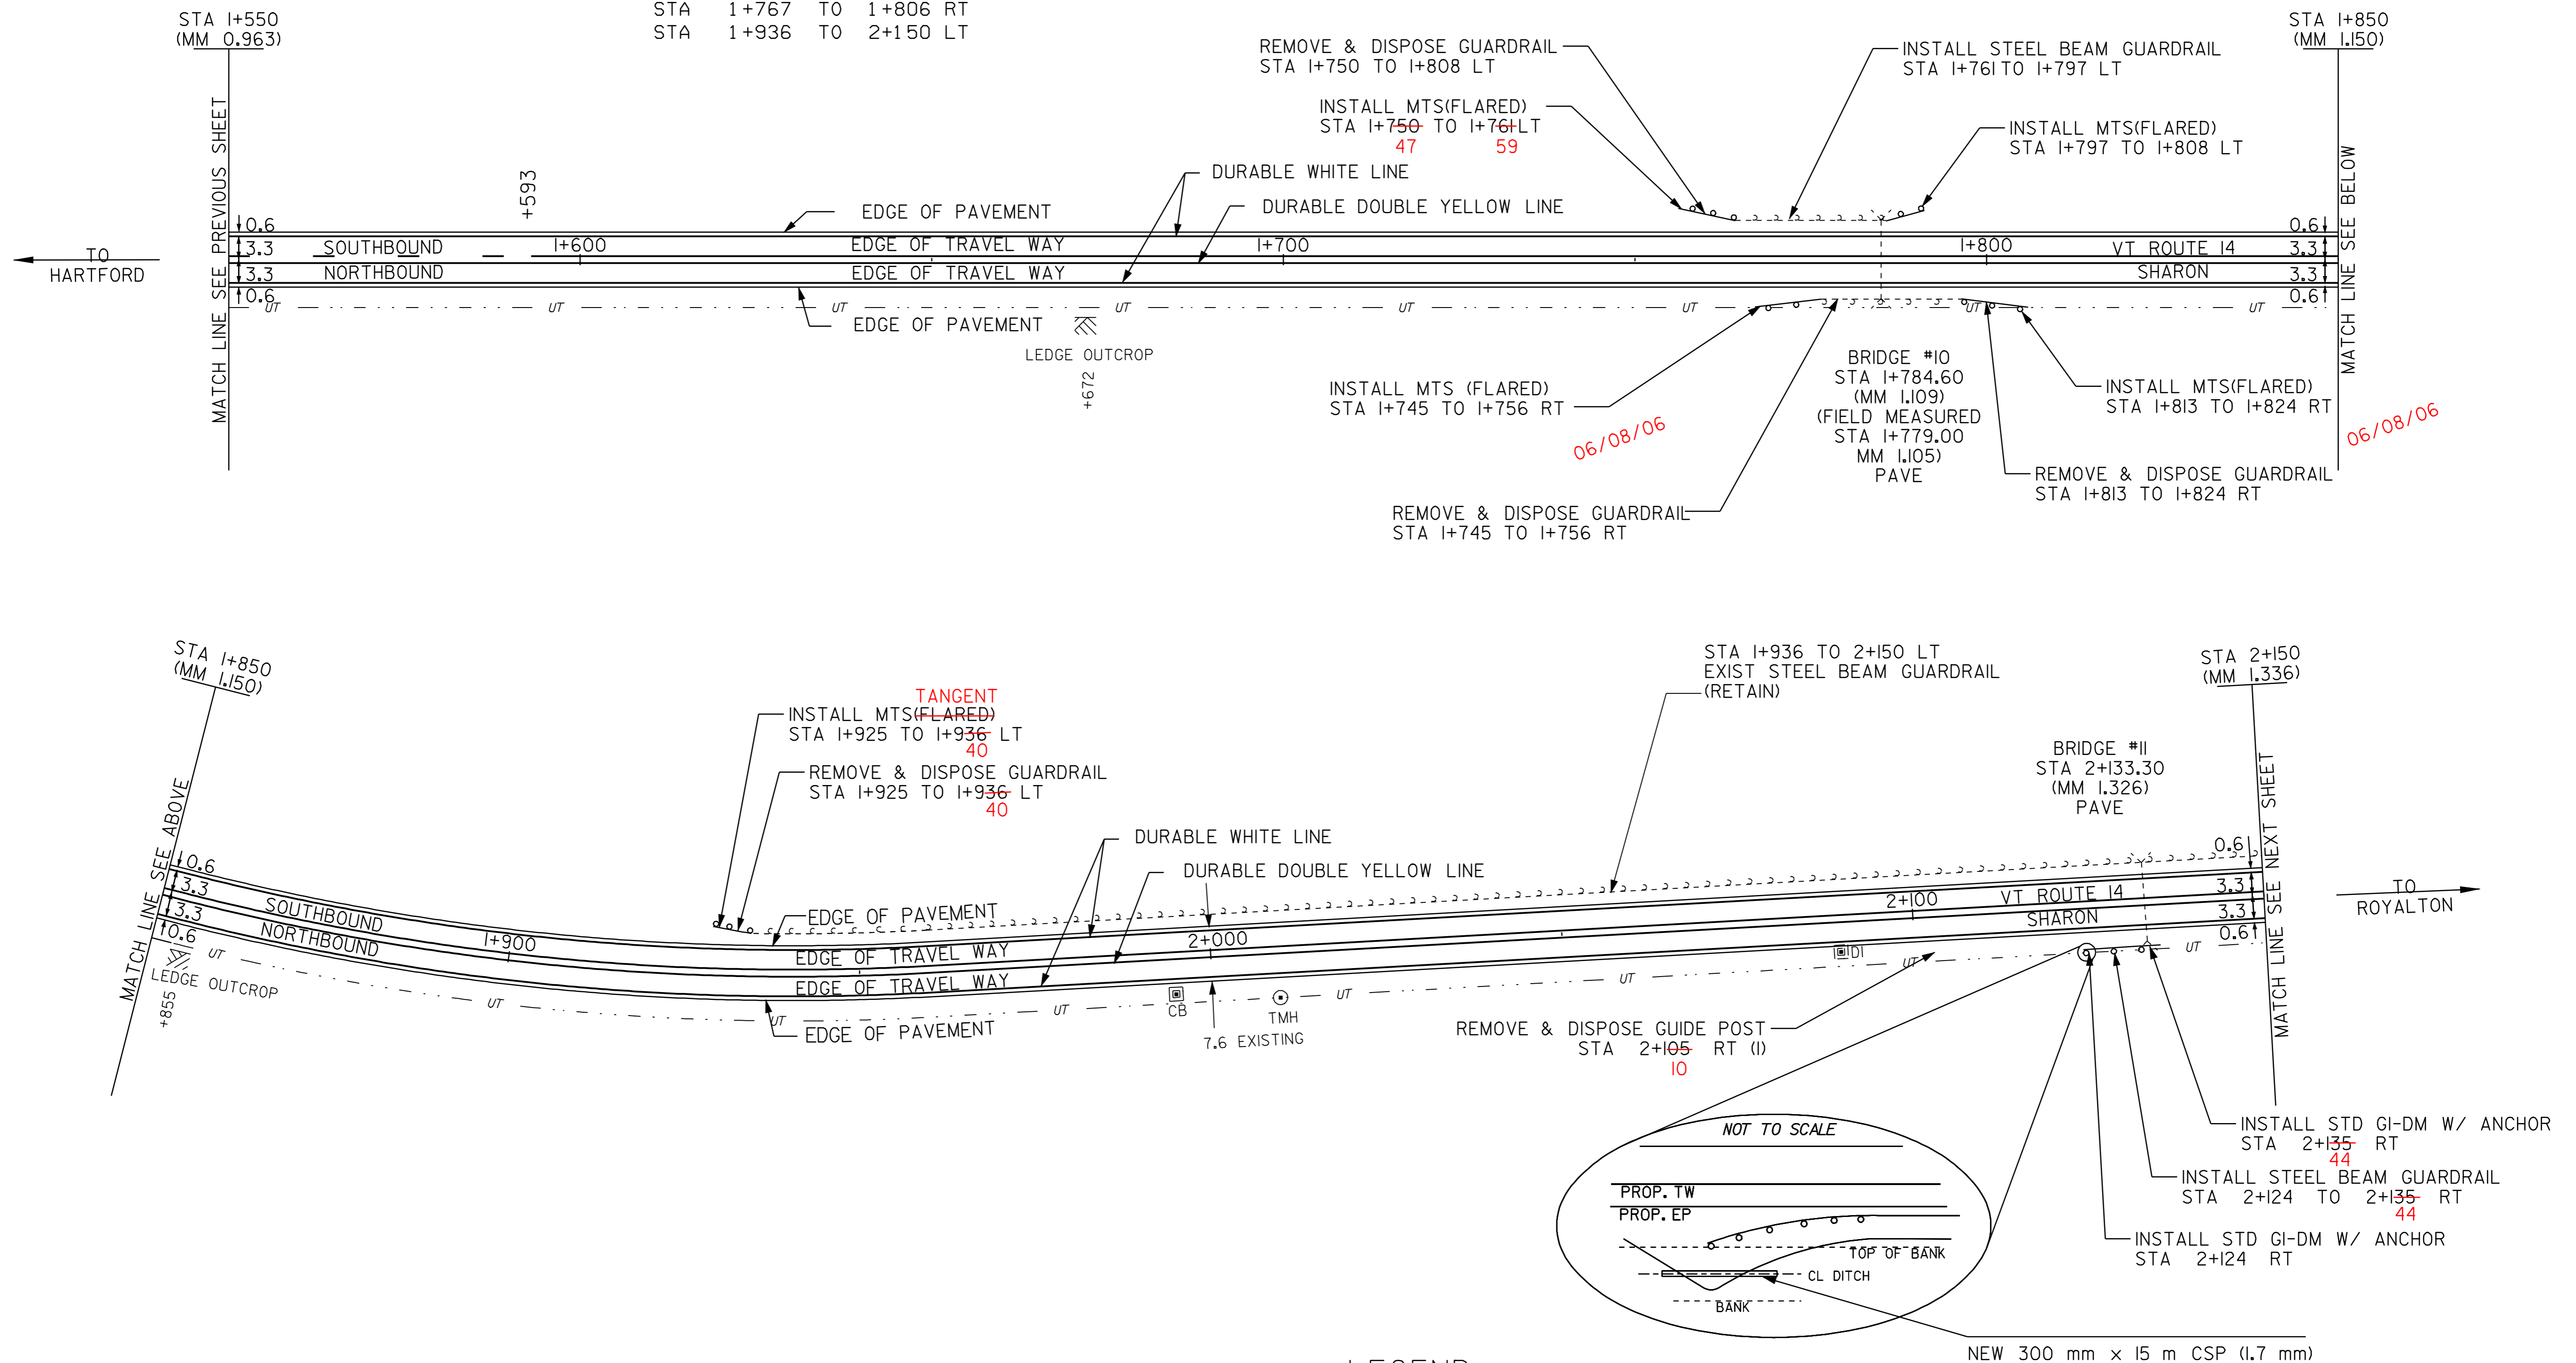 STA 1+767 TO 1+806 RT
STA 1+936 TO 2+150 LT
STA 1+550
(MM 0.963)
STA 1+850
(MM 1.150)
REMOVE & DISPOSE GUARDRAIL
STA 1+750 TO 1+808 LT
INSTALL STEEL BEAM GUARDRAIL
STA 1+761 TO 1+797 LT
INSTALL MTS(FLARED)
STA 1+750 TO 1+761 LT
47 59
INSTALL MTS(FLARED)
STA 1+797 TO 1+808 LT
MATCH LINE SEE PREVIOUS SHEET
MATCH LINE SEE BELOW
+593
DURABLE WHITE LINE
EDGE OF PAVEMENT
DURABLE DOUBLE YELLOW LINE
TO
HARTFORD
0.6
3.3
3.3
0.6
SOUTHBOUND
NORTHBOUND
1+600
EDGE OF TRAVEL WAY
EDGE OF TRAVEL WAY
1+700
1+800
VT ROUTE 14
SHARON
0.6
3.3
3.3
0.6
UT UT UT UT UT UT UT UT
EDGE OF PAVEMENT
LEDGE OUTCROP
+672
INSTALL MTS (FLARED)
STA 1+745 TO 1+756 RT
06/08/06
BRIDGE #10
STA 1+784.60
(MM 1.109)
(FIELD MEASURED
STA 1+779.00
MM 1.105)
PAVE
INSTALL MTS(FLARED)
STA 1+813 TO 1+824 RT
06/08/06
REMOVE & DISPOSE GUARDRAIL
STA 1+813 TO 1+824 RT
REMOVE & DISPOSE GUARDRAIL
STA 1+745 TO 1+756 RT
STA 1+850
(MM 1.150)
STA 1+936 TO 2+150 LT
EXIST STEEL BEAM GUARDRAIL
(RETAIN)
STA 2+150
(MM 1.336)
TANGENT
INSTALL MTS(FLARED)
STA 1+925 TO 1+936 LT
40
REMOVE & DISPOSE GUARDRAIL
STA 1+925 TO 1+936 LT
40
BRIDGE #11
STA 2+133.30
(MM 1.326)
PAVE
MATCH LINE SEE ABOVE
MATCH LINE SEE NEXT SHEET
DURABLE WHITE LINE
DURABLE DOUBLE YELLOW LINE
0.6
3.3
3.3
0.6
SOUTHBOUND
NORTHBOUND
1+900
EDGE OF PAVEMENT
EDGE OF TRAVEL WAY
EDGE OF TRAVEL WAY
EDGE OF PAVEMENT
2+000
2+100
VT ROUTE 14
SHARON
0.6
3.3
3.3
0.6
TO
ROYALTON
LEDGE OUTCROP
+855
UT UT UT UT UT UT UT UT
CB
TMH
7.6 EXISTING
DI
REMOVE & DISPOSE GUIDE POST
STA 2+105 RT (1)
10
INSTALL STD G1-DM W/ ANCHOR
STA 2+135 RT
44
INSTALL STEEL BEAM GUARDRAIL
STA 2+124 TO 2+135 RT
44
INSTALL STD G1-DM W/ ANCHOR
STA 2+124 RT
NOT TO SCALE
PROP. TW
PROP. EP
TOP OF BANK
CL DITCH
BANK
NEW 300 mm x 15 m CSP (1.7 mm)